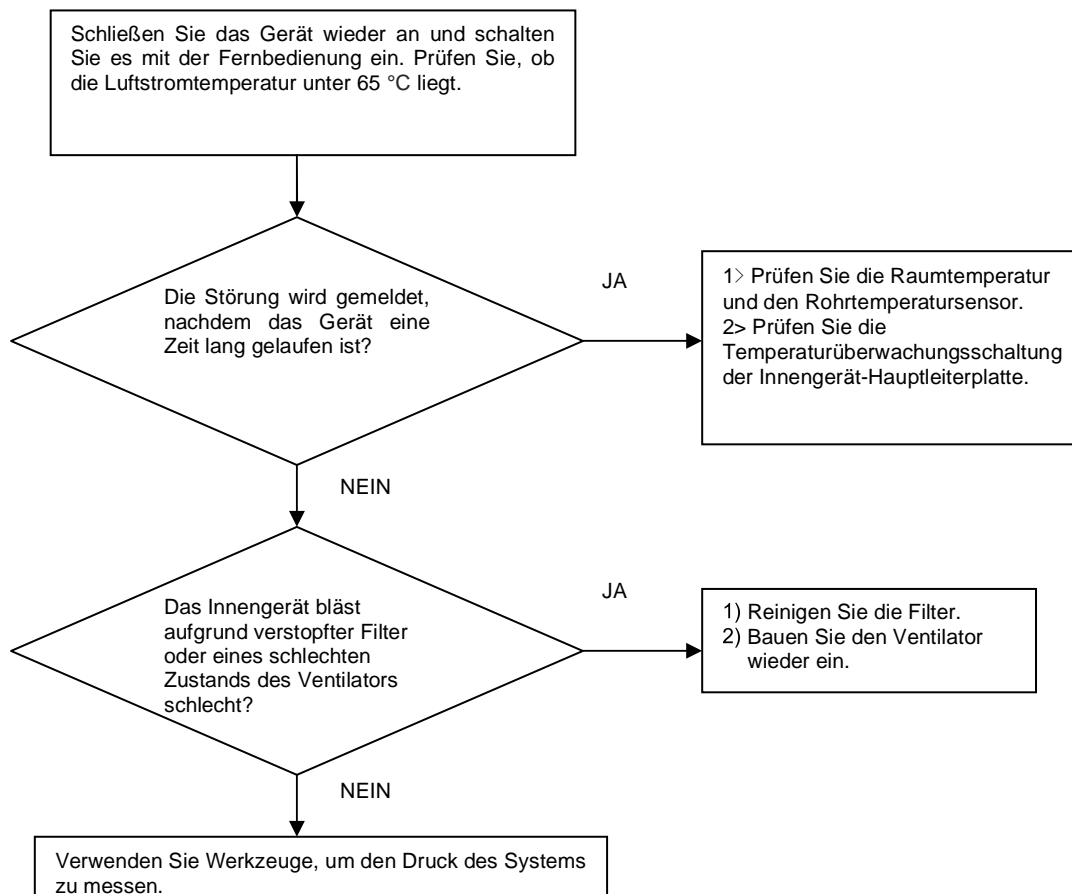 Schließen Sie das Gerät wieder an und schalten
Sie es mit der Fernbedienung ein. Prüfen Sie, ob
die Luftstromtemperatur unter 65 °C liegt.
Die Störung wird gemeldet,
nachdem das Gerät eine
Zeit lang gelaufen ist?
JA
1〉 Prüfen Sie die Raumtemperatur
und den Rohrtemperatursensor.
2> Prüfen Sie die
Temperaturüberwachungsschaltung
der Innengerät-Hauptleiterplatte.
NEIN
Das Innengerät bläst
aufgrund verstopfter Filter
oder eines schlechten
Zustands des Ventilators
schlecht?
JA
1) Reinigen Sie die Filter.
2) Bauen Sie den Ventilator
wieder ein.
NEIN
Verwenden Sie Werkzeuge, um den Druck des Systems
zu messen.